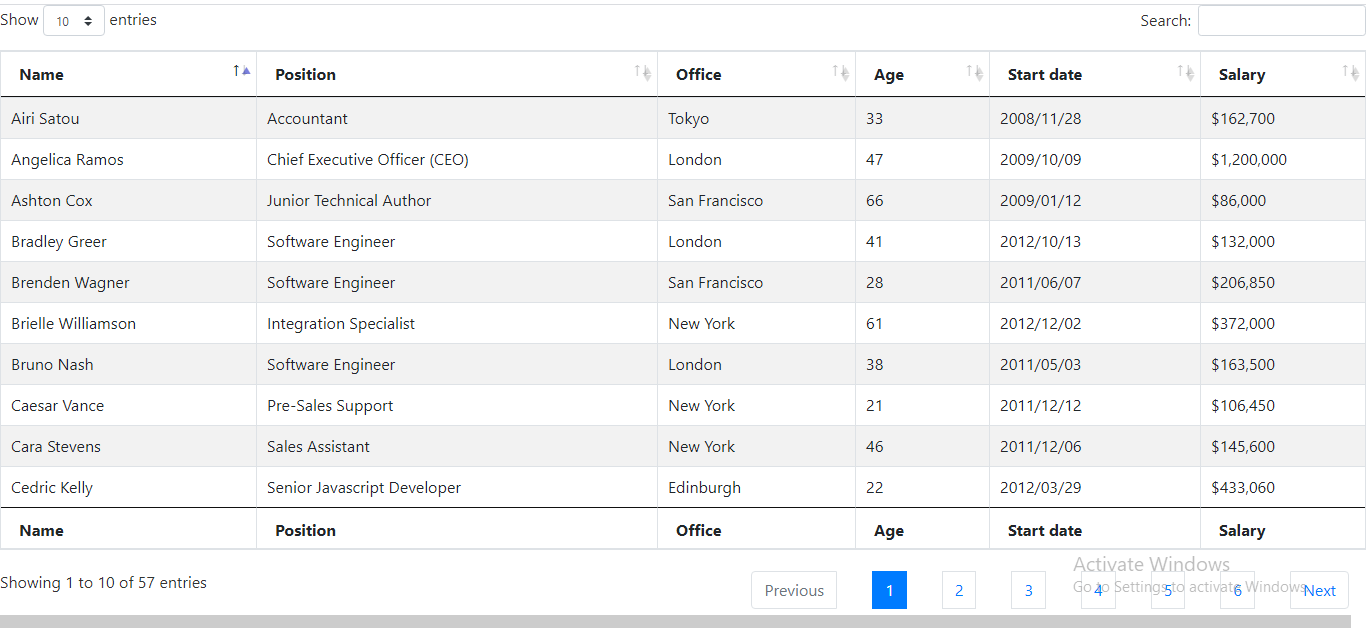 Show 10 entries Search:
Name Position Office Age Start date Salary
Airi Satou Accountant Tokyo 33 2008/11/28 $162,700
Angelica Ramos Chief Executive Officer (CEO) London 47 2009/10/09 $1,200,000
Ashton Cox Junior Technical Author San Francisco 66 2009/01/12 $86,000
Bradley Greer Software Engineer London 41 2012/10/13 $132,000
Brenden Wagner Software Engineer San Francisco 28 2011/06/07 $206,850
Brielle Williamson Integration Specialist New York 61 2012/12/02 $372,000
Bruno Nash Software Engineer London 38 2011/05/03 $163,500
Caesar Vance Pre-Sales Support New York 21 2011/12/12 $106,450
Cara Stevens Sales Assistant New York 46 2011/12/06 $145,600
Cedric Kelly Senior Javascript Developer Edinburgh 22 2012/03/29 $433,060
Name Position Office Age Start date Salary
Activate Windows
Go to Settings to activate Windows.
Showing 1 to 10 of 57 entries Previous 1 2 3 4 5 6 Next